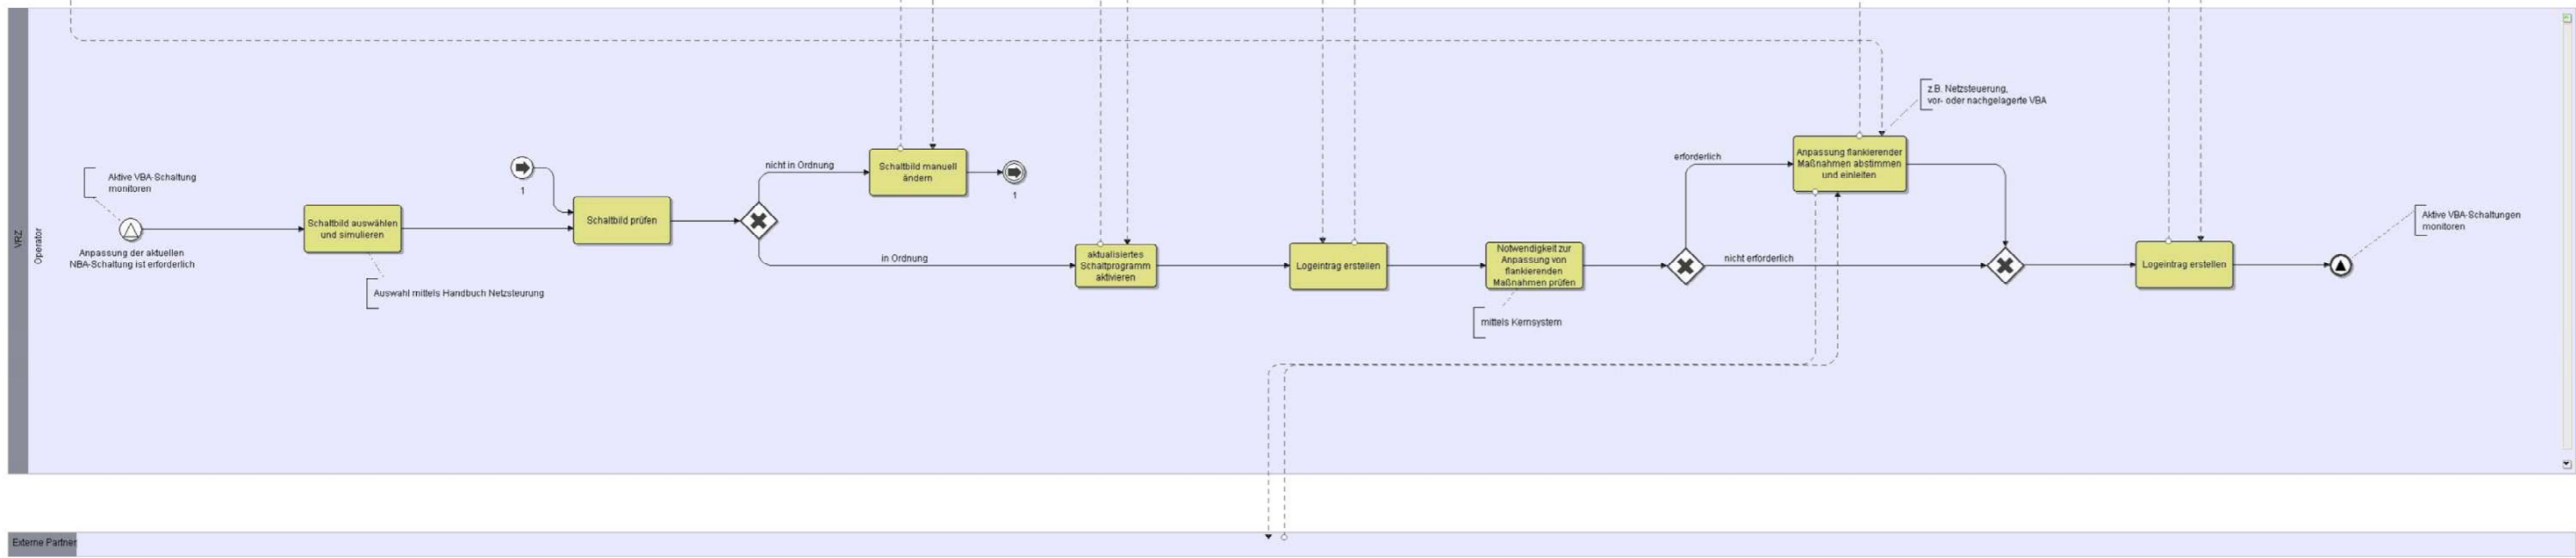 VRZ
Operator
Aktive VBA-Schaltung
monitoren
Anpassung der aktuellen
NBA-Schaltung ist erforderlich
Schaltbild auswählen
und simulieren
Auswahl mittels Handbuch Netzsteurung
1
Schaltbild prüfen
nicht in Ordnung
Schaltbild manuell
ändern
1
in Ordnung
aktualisiertes
Schaltprogramm
aktivieren
Logeintrag erstellen
Notwendigkeit zur
Anpassung von
flankierenden
Maßnahmen prüfen
mittels Kernsystem
erforderlich
nicht erforderlich
Anpassung flankierender
Maßnahmen abstimmen
und einleiten
z.B. Netzsteuerung,
vor- oder nachgelagerte VBA
Logeintrag erstellen
Aktive VBA-Schaltungen
monitoren
Externe Partner